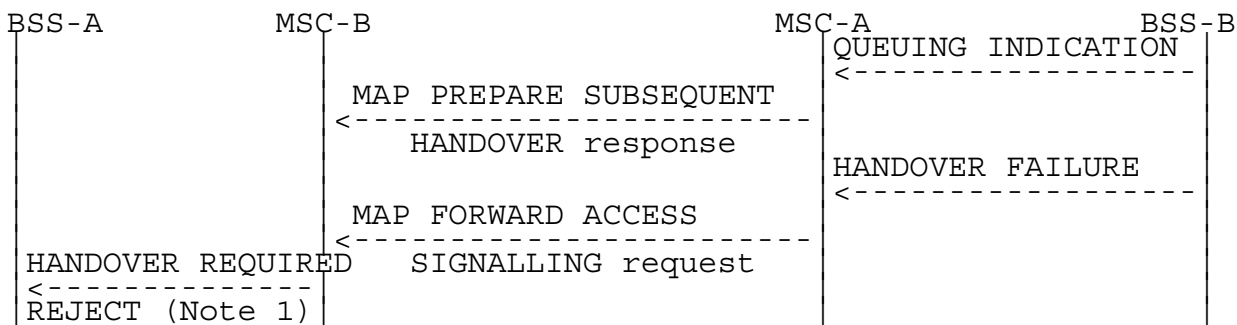 BSS-A MSC-B MSC-A BSS-B
QUEUING INDICATION
MAP PREPARE SUBSEQUENT
HANDOVER response
HANDOVER FAILURE
MAP FORWARD ACCESS
HANDOVER REQUIRED SIGNALLING request
REJECT (Note 1)